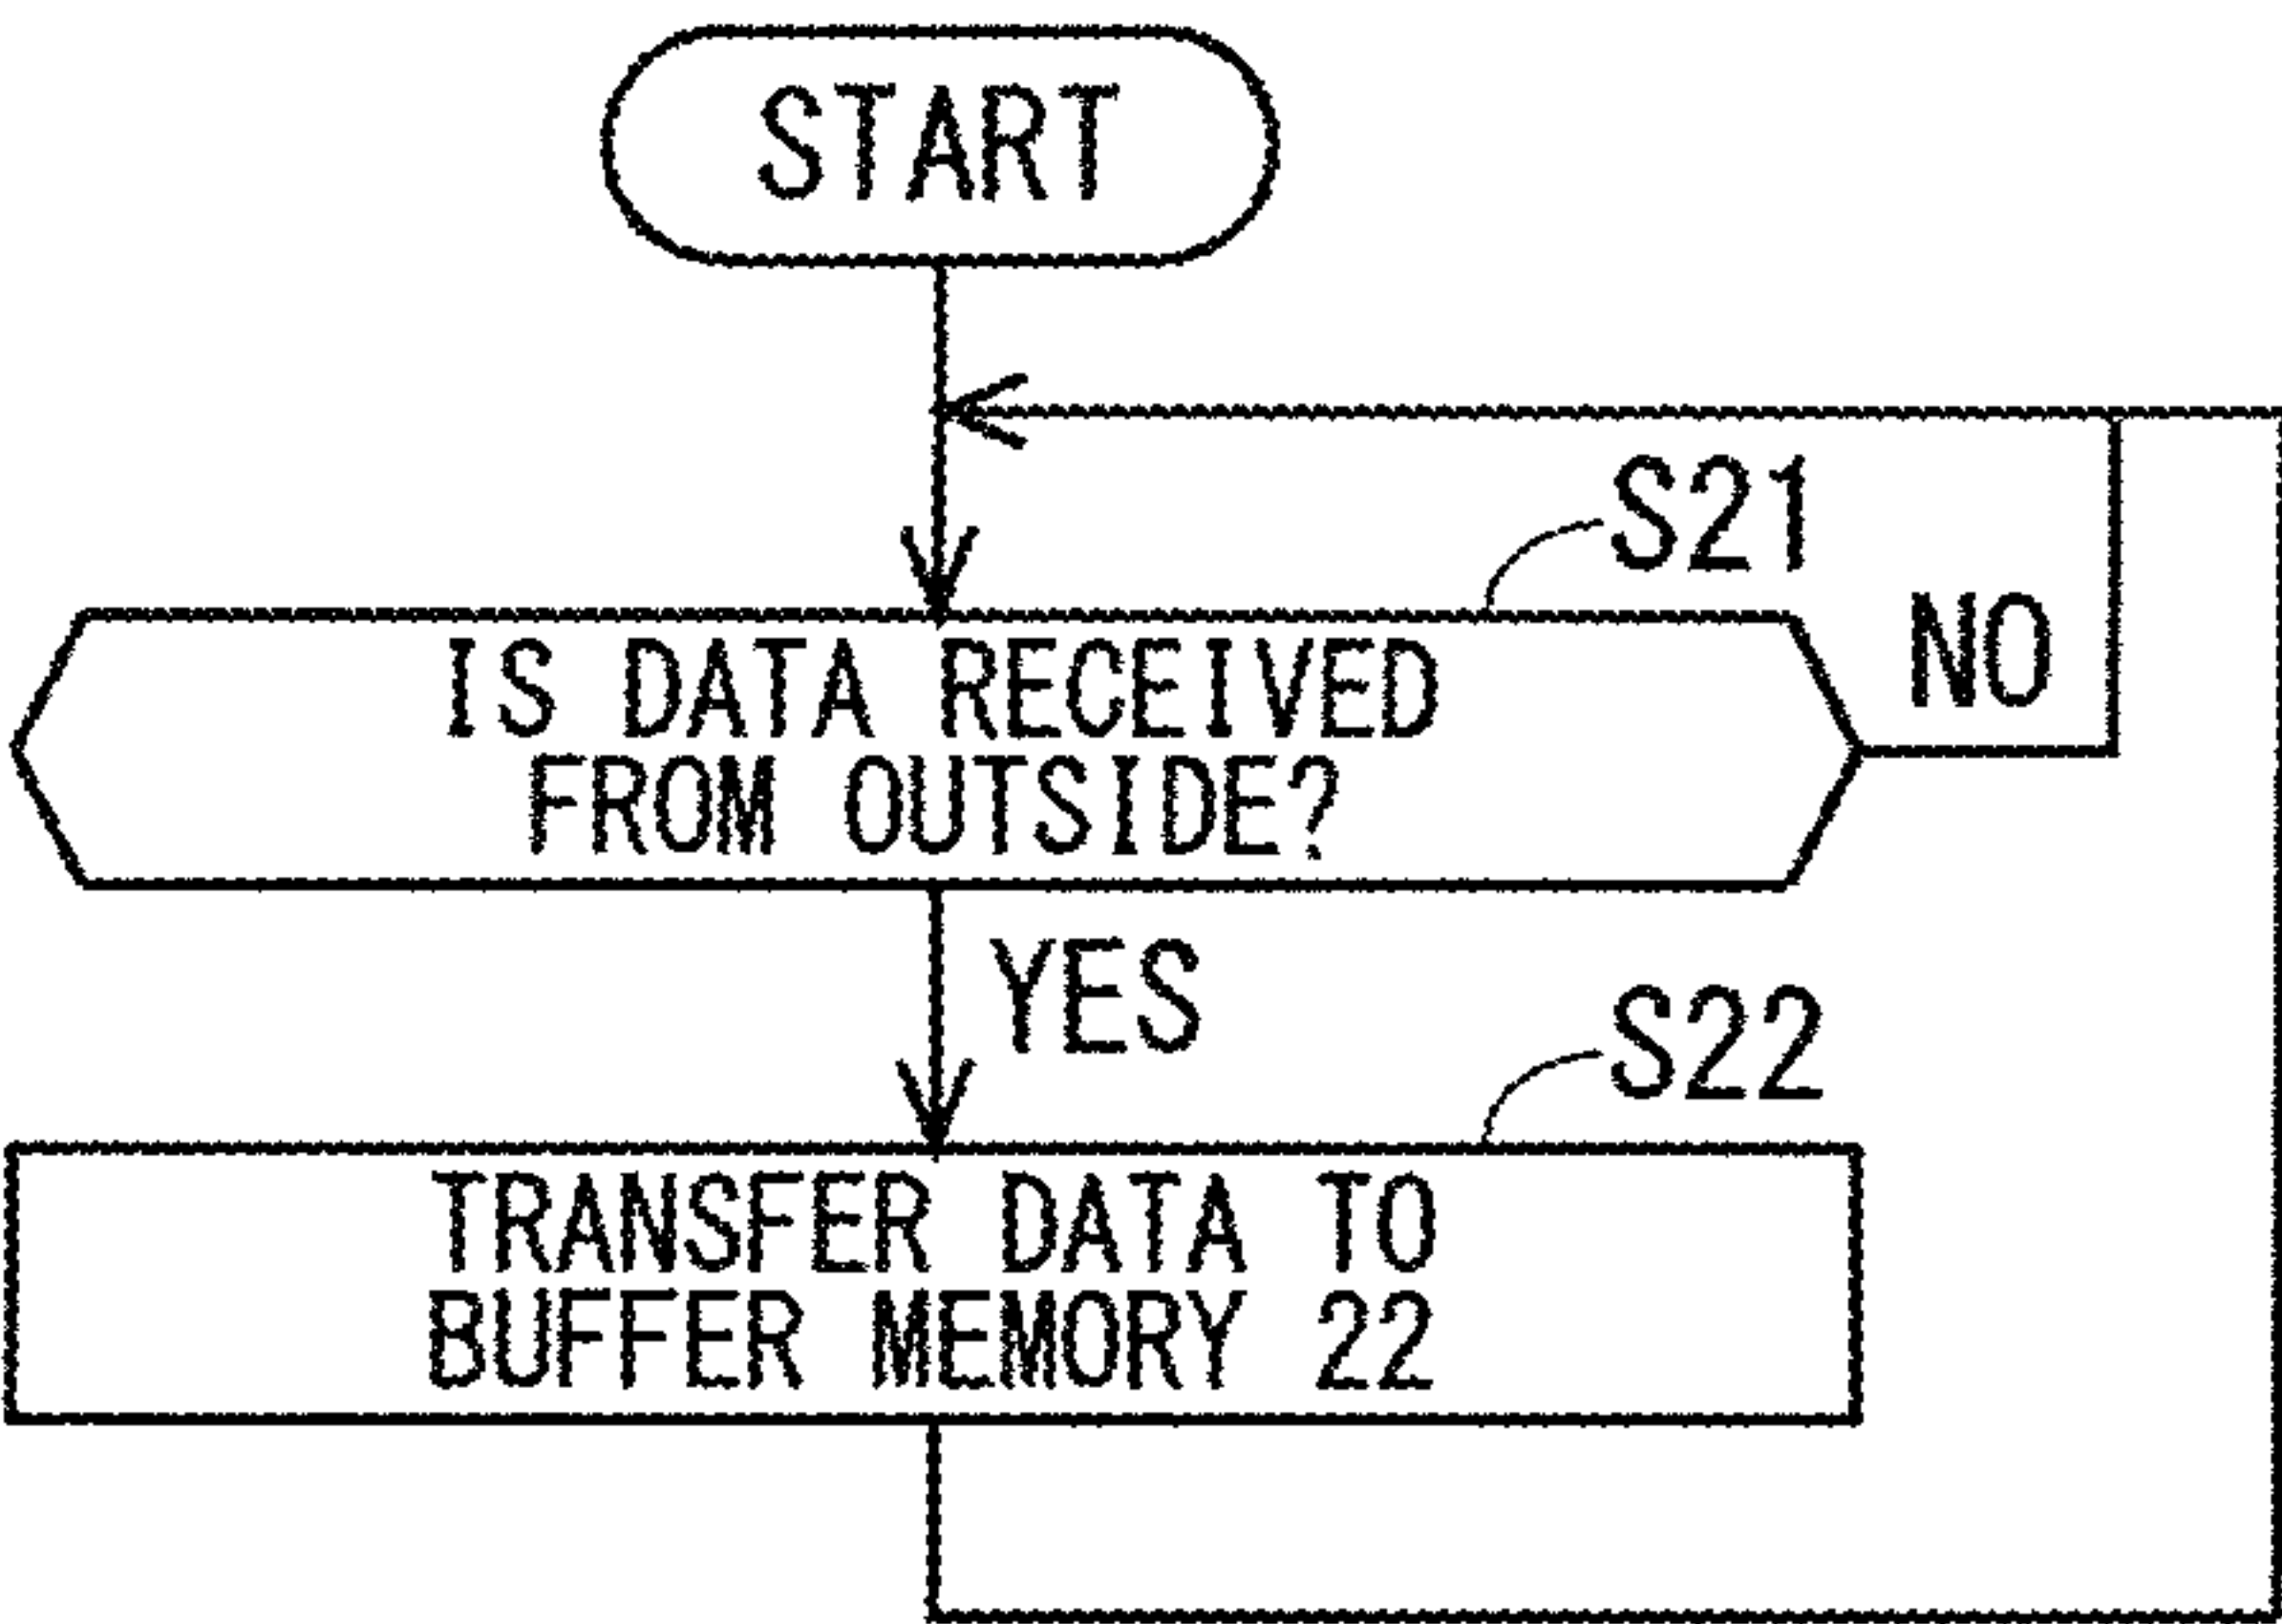 START
S21
IS DATA RECEIVED
FROM OUTSIDE?
NO
YES
S22
TRANSFER DATA TO
BUFFER MEMORY 22